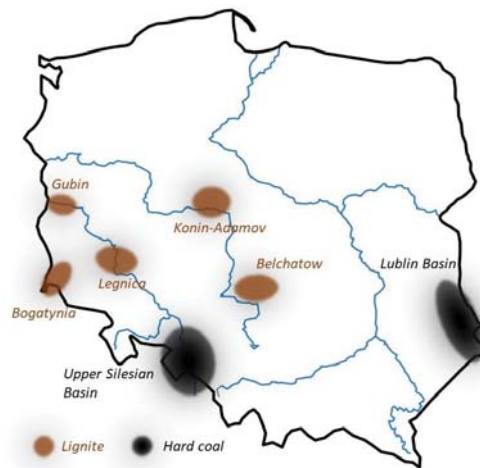 Gubin
Konin-Adamov
Legnica
Belchatow
Lublin Basin
Bogatynia
Upper Silesian
Basin
Lignite
Hard coal